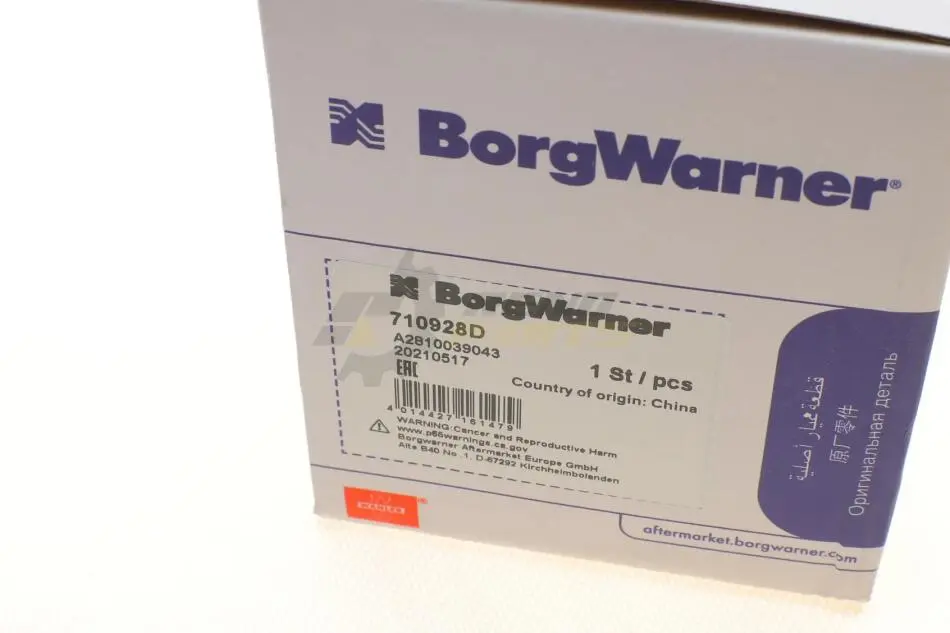 BorgWarner®
BorgWarner
710928D
A2810039043
20210517
1 St / pcs
EAC
Country of origin: China
4 014427 161479
WARNING:Cancer and Reproductive Harm
www.p65warnings.ca.gov
Borgwarner Aftermarket Europe GmbH
Alte B40 No. 1, D-67292 Kirchheimbolanden
قطعة معيار أصلية
原厂零件
Оригинальная деталь
aftermarket.borgwarner.com